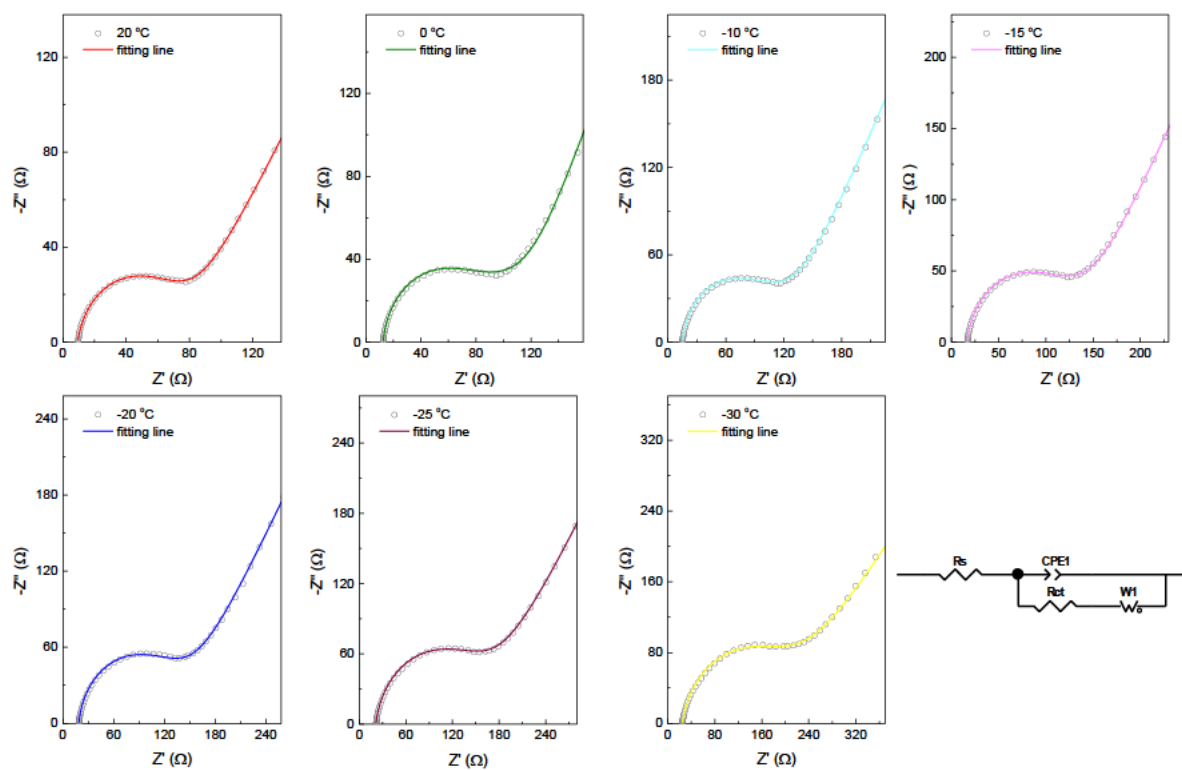 20 °C
fitting line
-Z'' (Ω)
120
80
40
0
0 40 80 120
Z' (Ω)
0 °C
fitting line
-Z'' (Ω)
120
80
40
0
0 40 80 120
Z' (Ω)
-10 °C
fitting line
-Z'' (Ω)
180
120
60
0
0 60 120 180
Z' (Ω)
-15 °C
fitting line
-Z'' (Ω)
200
150
100
50
0
0 50 100 150 200
Z' (Ω)
-20 °C
fitting line
-Z'' (Ω)
240
180
120
60
0
0 60 120 180 240
Z' (Ω)
-25 °C
fitting line
-Z'' (Ω)
240
180
120
60
0
0 60 120 180 240
Z' (Ω)
-30 °C
fitting line
-Z'' (Ω)
320
240
160
80
0
0 80 160 240 320
Z' (Ω)
Rs CPE1
Rct W1